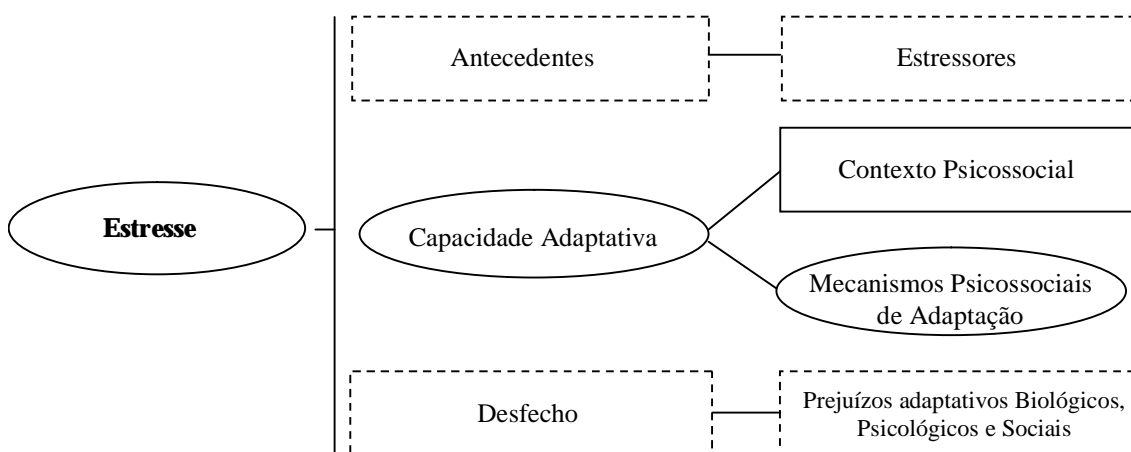 Antecedentes
Estressores
Contexto Psicossocial
Estresse
Capacidade Adaptativa
Mecanismos Psicossociais
de Adaptação
Desfecho
Prejuízos adaptativos Biológicos,
Psicológicos e Sociais